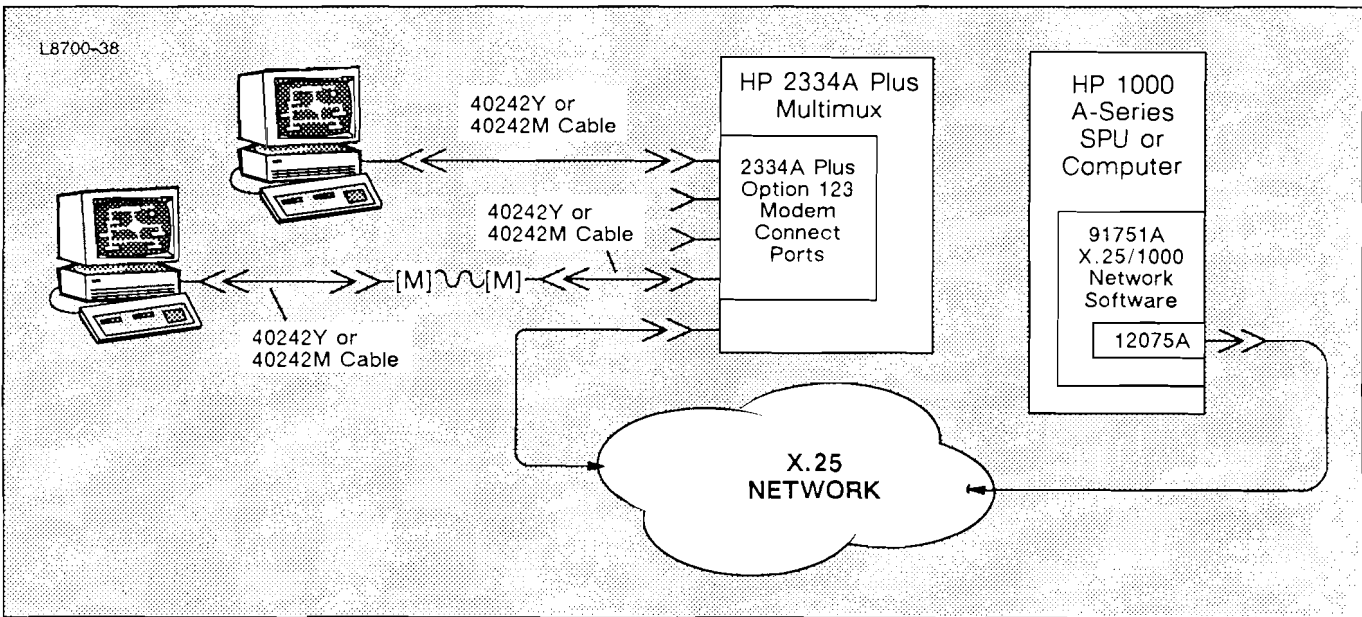 L8700-38
40242Y or
40242M Cable
HP 2334A Plus
Multimux
2334A Plus
Option 123
Modem
Connect
Ports
HP 1000
A-Series
SPU or
Computer
91751A
X.25/1000
Network
Software
12075A
40242Y or
40242M Cable
[M] [M]
40242Y or
40242M Cable
X.25
NETWORK